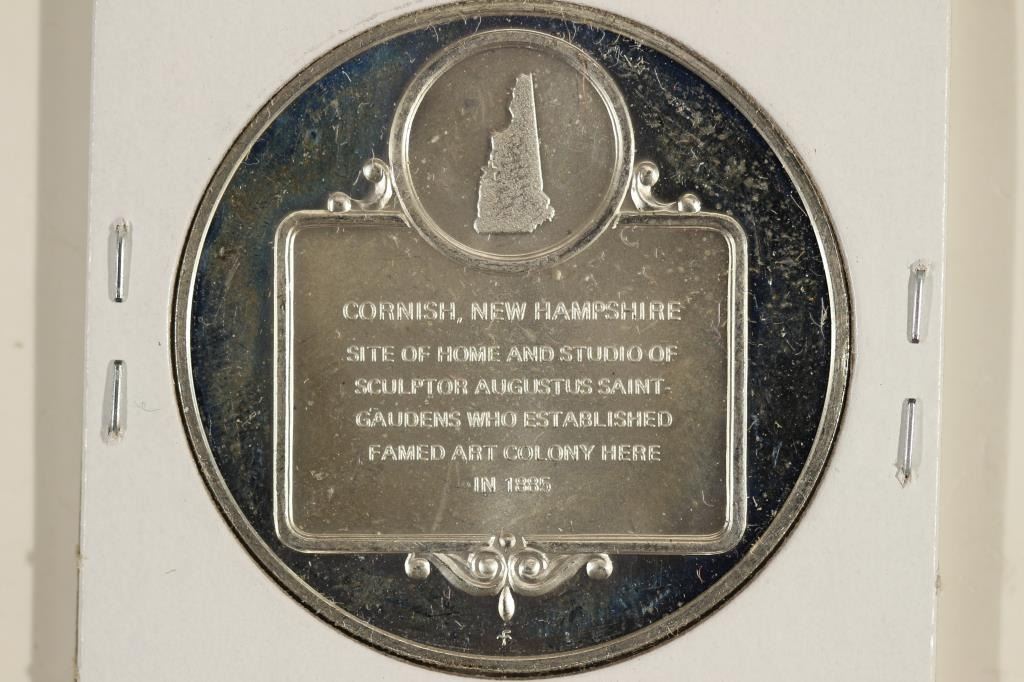 CORNISH, NEW HAMPSHIRE
SITE OF HOME AND STUDIO OF
SCULPTOR AUGUSTUS SAINT-
GAUDENS WHO ESTABLISHED
FAMED ART COLONY HERE
IN 1885